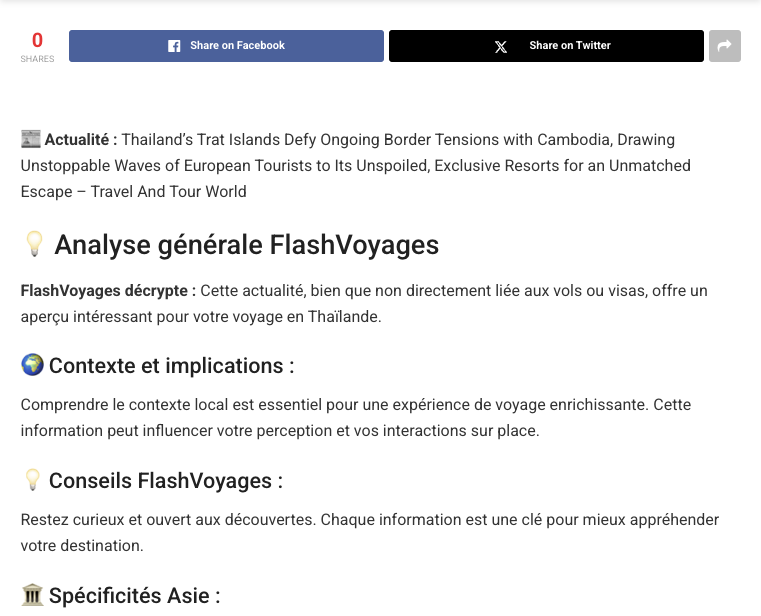 0
SHARES
Share on Facebook
Share on Twitter
📰 Actualité : Thailand’s Trat Islands Defy Ongoing Border Tensions with Cambodia, Drawing
Unstoppable Waves of European Tourists to Its Unspoiled, Exclusive Resorts for an Unmatched
Escape – Travel And Tour World
💡 Analyse générale FlashVoyages
FlashVoyages décrypte : Cette actualité, bien que non directement liée aux vols ou visas, offre un
aperçu intéressant pour votre voyage en Thaïlande.
🌍 Contexte et implications :
Comprendre le contexte local est essentiel pour une expérience de voyage enrichissante. Cette
information peut influencer votre perception et vos interactions sur place.
💡 Conseils FlashVoyages :
Restez curieux et ouvert aux découvertes. Chaque information est une clé pour mieux appréhender
votre destination.
🏛️ Spécificités Asie :